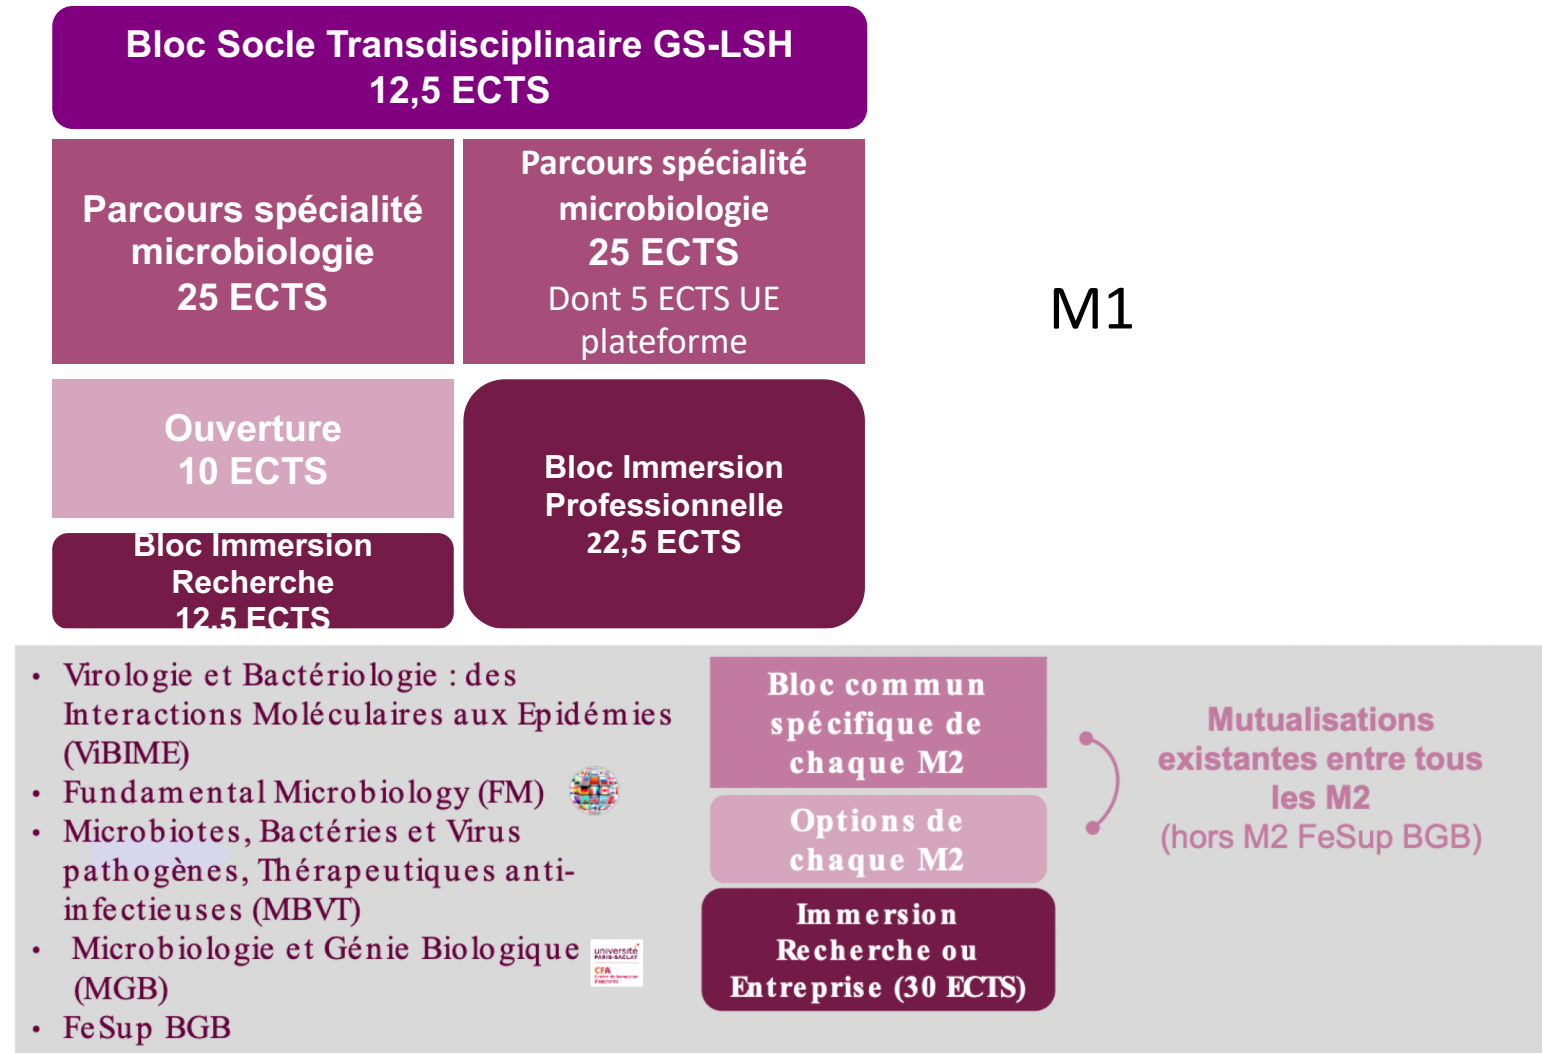 Bloc Socle Transdisciplinaire GS-LSH
12,5 ECTS
Parcours spécialité
microbiologie
25 ECTS
Parcours spécialité
microbiologie
25 ECTS
Dont 5 ECTS UE
plateforme
M1
Ouverture
10 ECTS
Bloc Immersion
Recherche
12,5 ECTS
Bloc Immersion
Professionnelle
22,5 ECTS
• Virologie et Bactériologie : des
Interactions Moléculaires aux Epidémies
(ViBIME)
• Fundamental Microbiology (FM)
• Microbiotes, Bactéries et Virus
pathogènes, Thérapeutiques anti-
infectieuses (MBVT)
• Microbiologie et Génie Biologique
(MGB)
• FeSup BGB
université
PARIS-SACLAY
CFA
Bloc commun
spécifique de
chaque M2
Options de
chaque M2
Immersion
Recherche ou
Entreprise (30 ECTS)
Mutualisations
existantes entre tous
les M2
(hors M2 FeSup BGB)